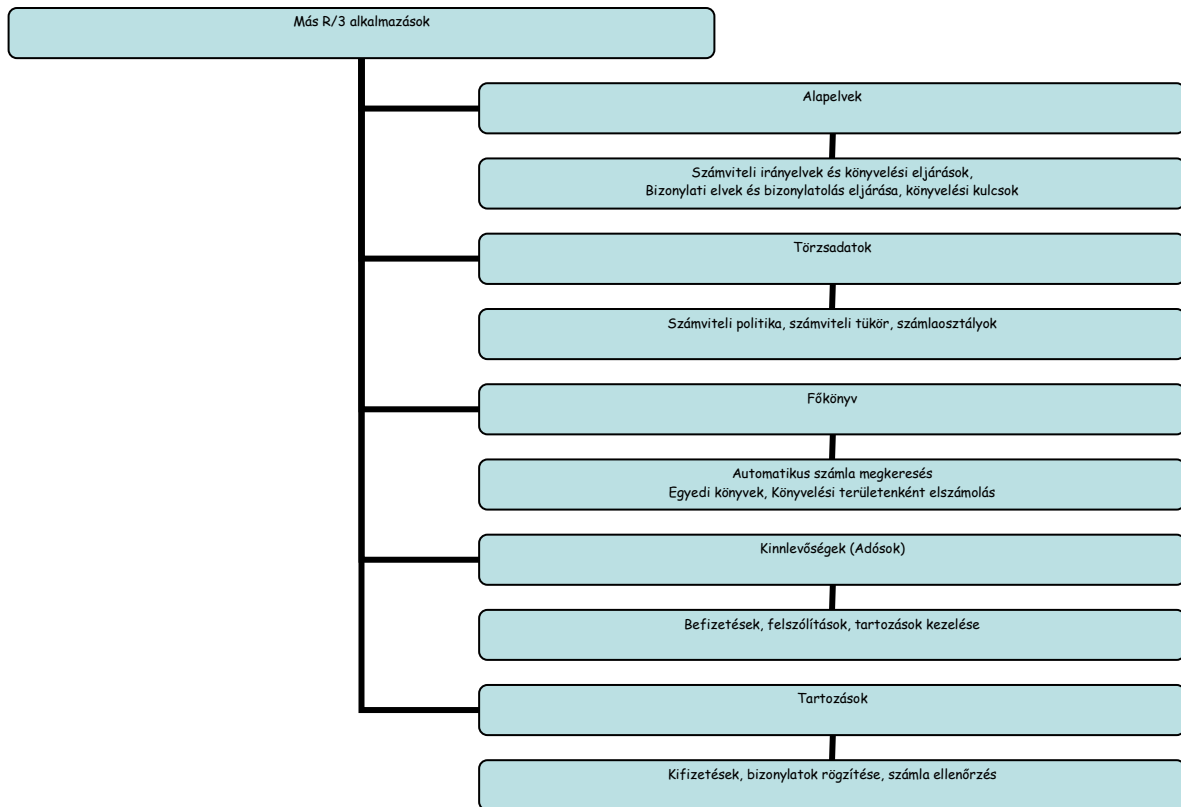 Más R/3 alkalmazások
Alapelvek
Számviteli irányelvek és könyvelési eljárások,
Bizonylati elvek és bizonylatolás eljárása, könyvelési kulcsok
Törzsadatok
Számviteli politika, számviteli tükör, számlaosztályok
Főkönyv
Automatikus számla megkeresés
Egyedi könyvek, Könyvelési területenként elszámolás
Kinnlevőségek (Adósok)
Befizetések, felszólítások, tartozások kezelése
Tartozások
Kifizetések, bizonylatok rögzítése, számla ellenőrzés